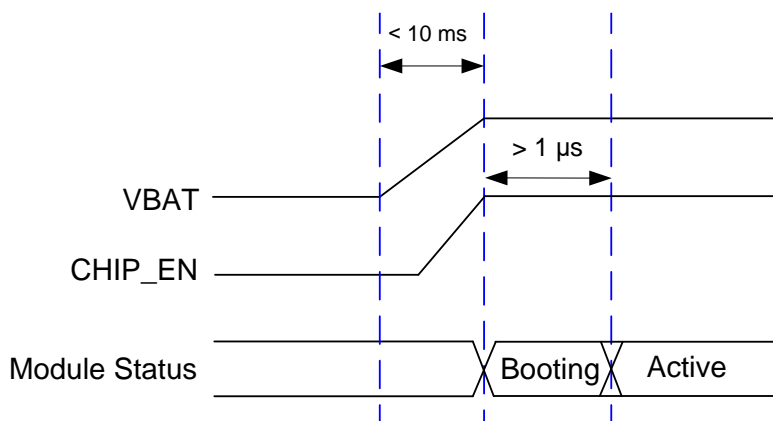 < 10 ms
> 1 µs
VBAT
CHIP_EN
Module Status
Booting
Active